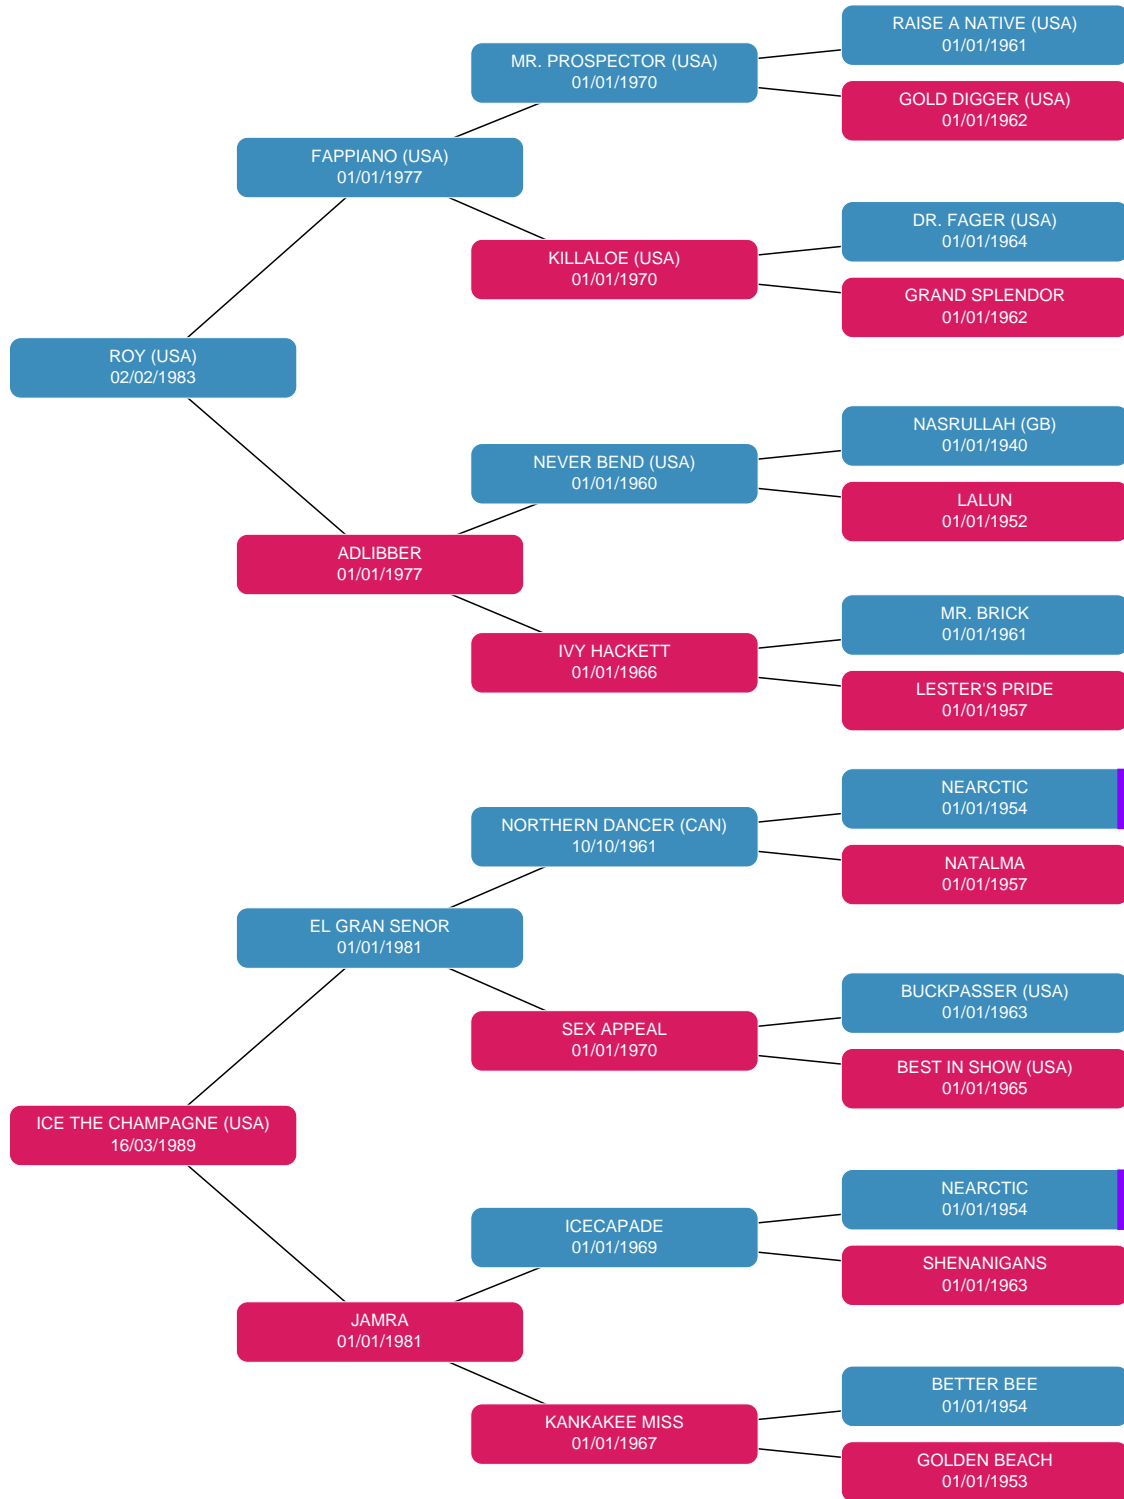 RAISE A NATIVE (USA)
01/01/1961
MR. PROSPECTOR (USA)
01/01/1970
GOLD DIGGER (USA)
01/01/1962
FAPPIANO (USA)
01/01/1977
DR. FAGER (USA)
01/01/1964
KILLALOE (USA)
01/01/1970
GRAND SPLENDOR
01/01/1962
ROY (USA)
02/02/1983
NASRULLAH (GB)
01/01/1940
NEVER BEND (USA)
01/01/1960
LALUN
01/01/1952
ADLIBBER
01/01/1977
MR. BRICK
01/01/1961
IVY HACKETT
01/01/1966
LESTER'S PRIDE
01/01/1957
NEARCTIC
01/01/1954
NORTHERN DANCER (CAN)
10/10/1961
NATALMA
01/01/1957
EL GRAN SENOR
01/01/1981
BUCKPASSER (USA)
01/01/1963
SEX APPEAL
01/01/1970
BEST IN SHOW (USA)
01/01/1965
ICE THE CHAMPAGNE (USA)
16/03/1989
NEARCTIC
01/01/1954
ICECAPADE
01/01/1969
SHENANIGANS
01/01/1963
JAMRA
01/01/1981
BETTER BEE
01/01/1954
KANKAKEE MISS
01/01/1967
GOLDEN BEACH
01/01/1953